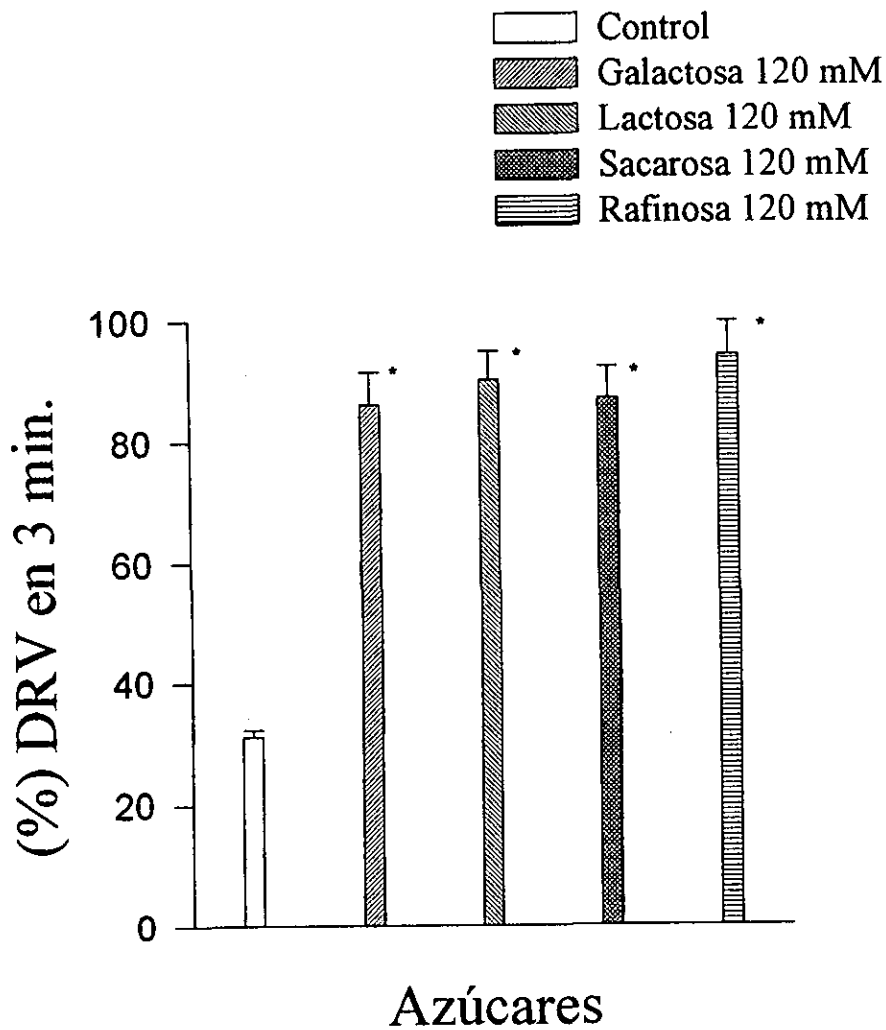 Control
Galactosa 120 mM
Lactosa 120 mM
Sacarosa 120 mM
Rafinosa 120 mM
(%) DRV en 3 min.
100
80
60
40
20
0
*
*
*
*
Azúcares